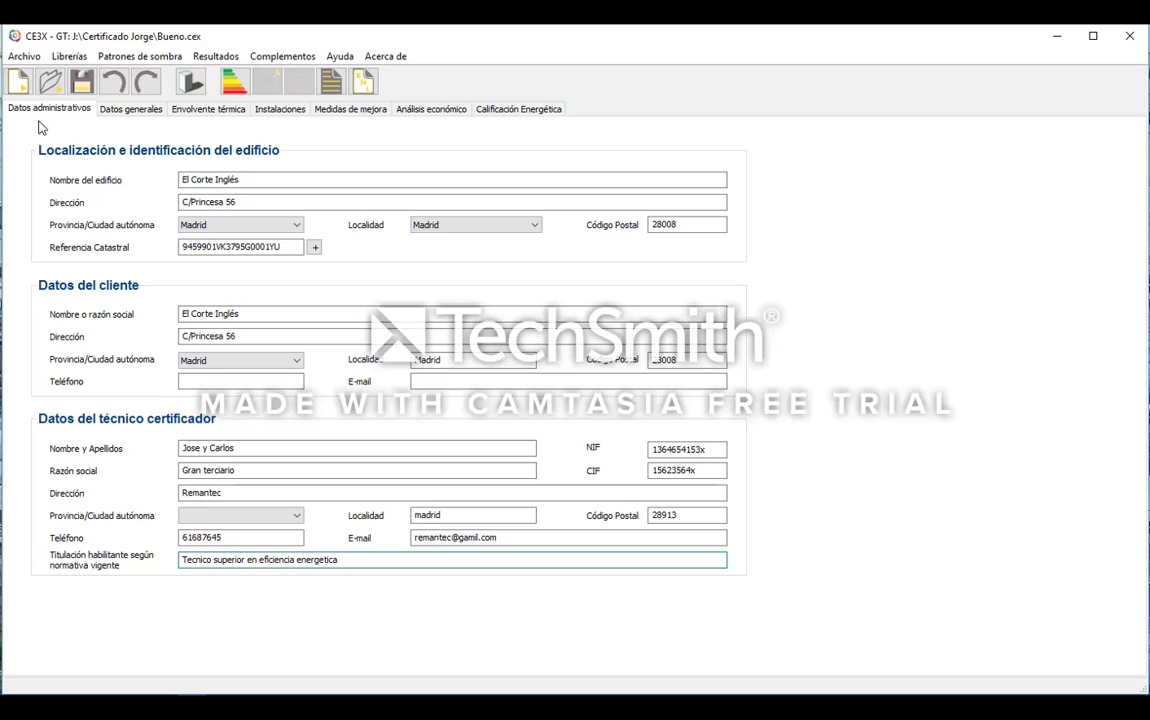 CE3X - GT: J:\Certificado Jorge\Bueno.cex
Archivo Librerías Patrones de sombra Resultados Complementos Ayuda Acerca de
Datos administrativos Datos generales Envolvente térmica Instalaciones Medidas de mejora Análisis económico Calificación Energética
Localización e identificación del edificio
Nombre del edificio El Corte Inglés
Dirección C/Princesa 56
Provincia/Ciudad autónoma Madrid Localidad Madrid Código Postal 28008
Referencia Catastral 9459901VK3795G0001YU +
Datos del cliente
Nombre o razón social El Corte Inglés
Dirección C/Princesa 56
Provincia/Ciudad autónoma Madrid Localidad Madrid Código Postal 23008
Teléfono E-mail
TechSmith®
MADE WITH CAMTASIA FREE TRIAL
Datos del técnico certificador
Nombre y Apellidos Jose y Carlos NIF 1364654153x
Razón social Gran terciario CIF 15623564x
Dirección Remantec
Provincia/Ciudad autónoma Localidad madrid Código Postal 28913
Teléfono 61687645 E-mail remantec@gamil.com
Titulación habilitante según
normativa vigente Tecnico superior en eficiencia energetica